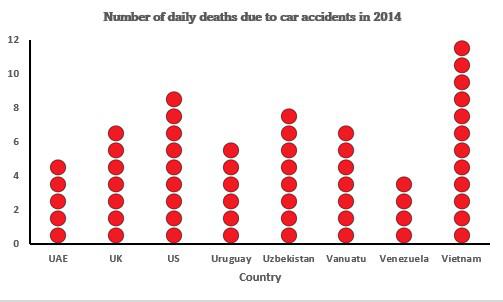 Number of daily deaths due to car accidents in 2014
12
10
8
6
4
2
0
UAE UK US Uruguay Uzbekistan Vanuatu Venezuela Vietnam
Country